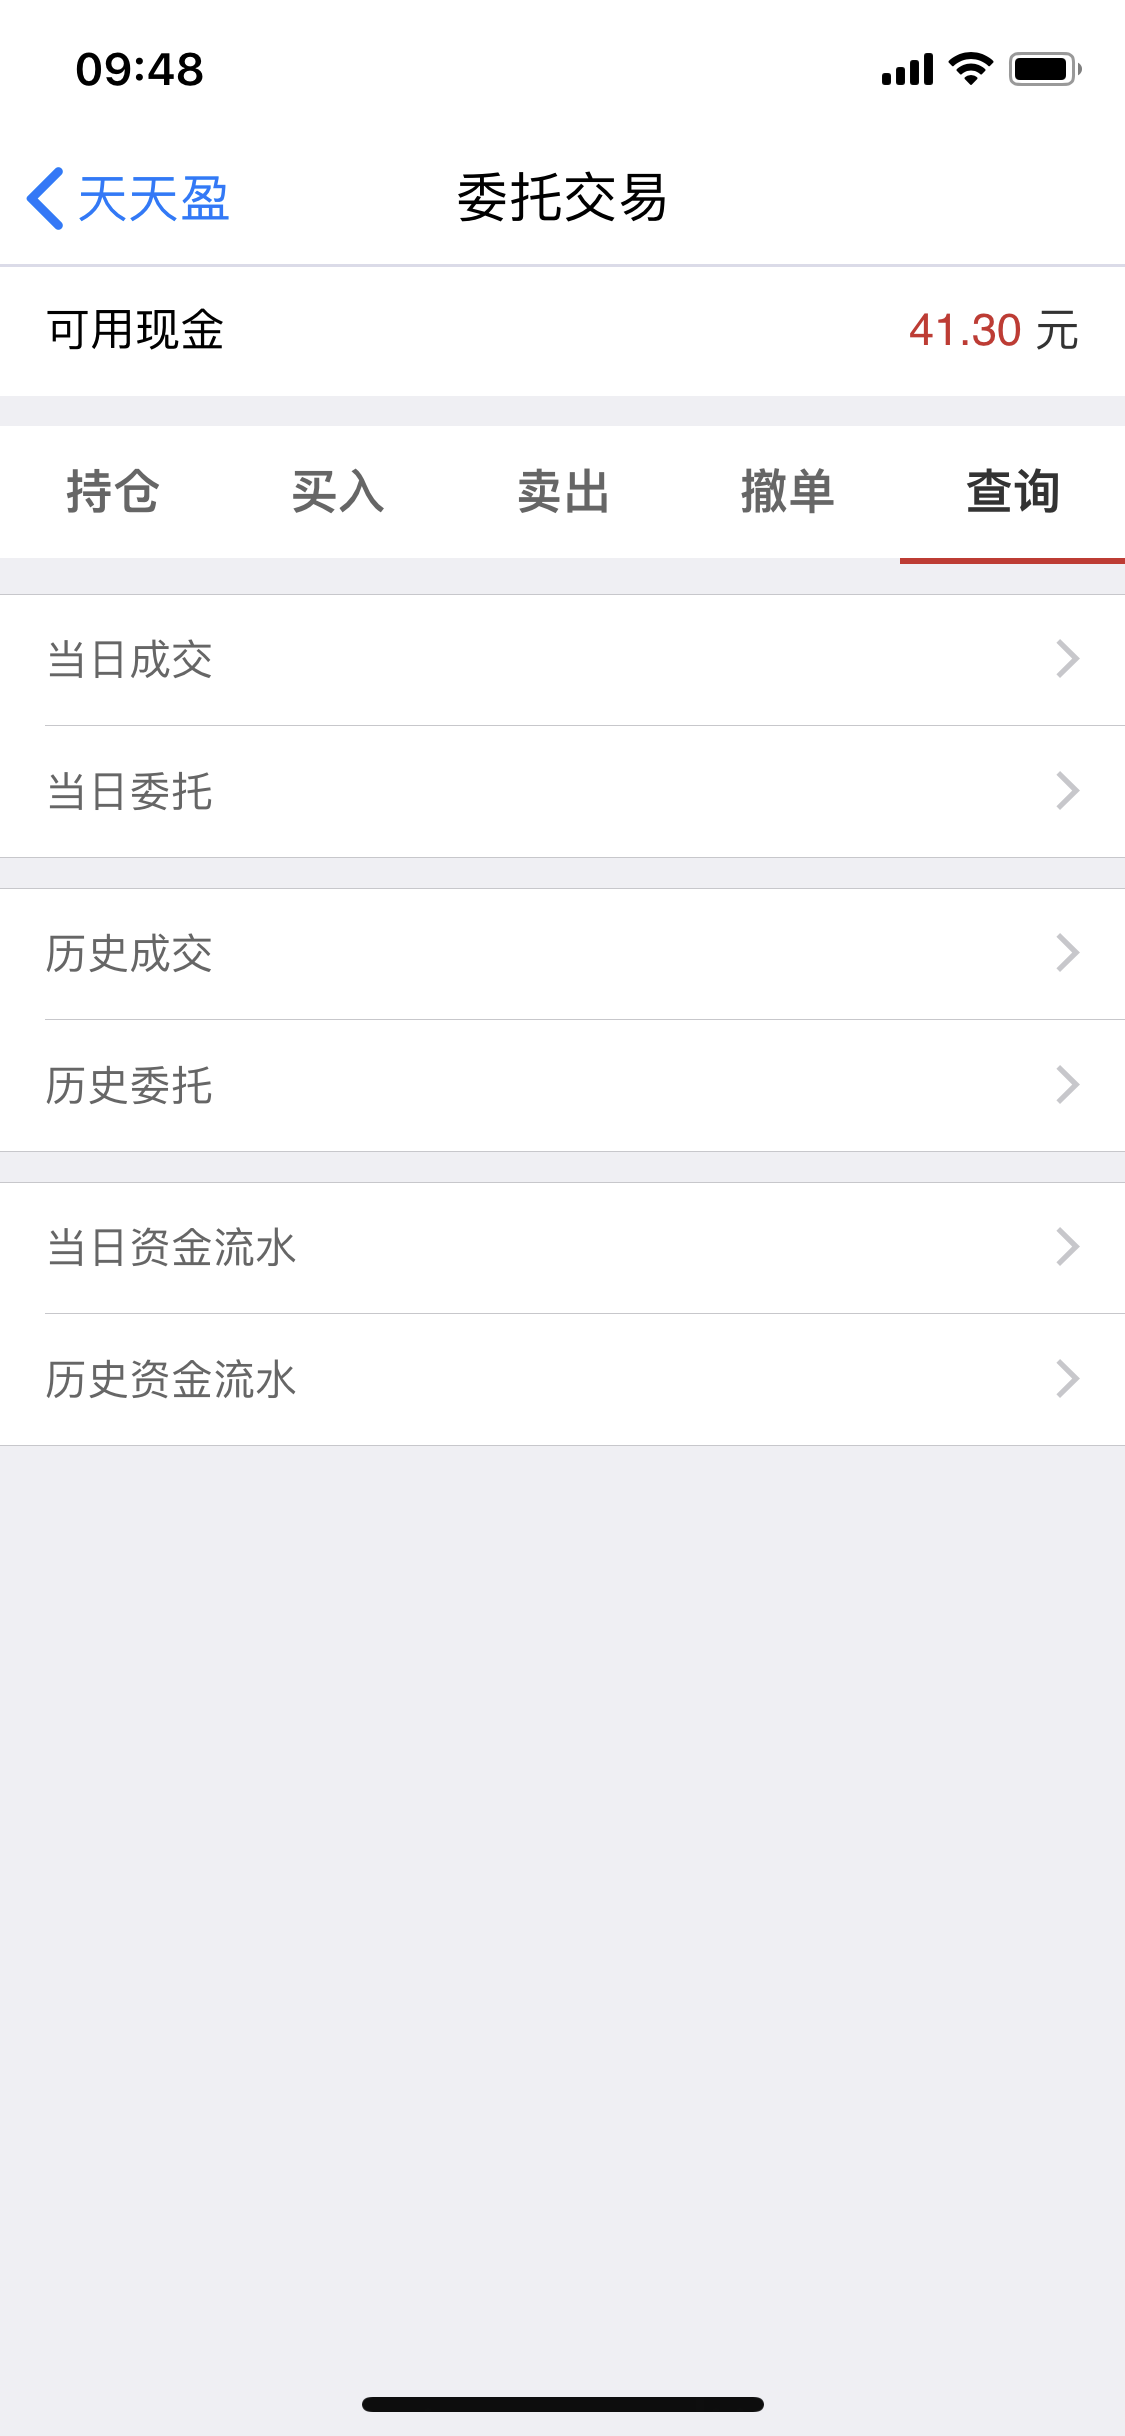 09:48
天天盈 委托交易
可用现金 41.30 元
持仓 买入 卖出 撤单 查询
当日成交
当日委托
历史成交
历史委托
当日资金流水
历史资金流水